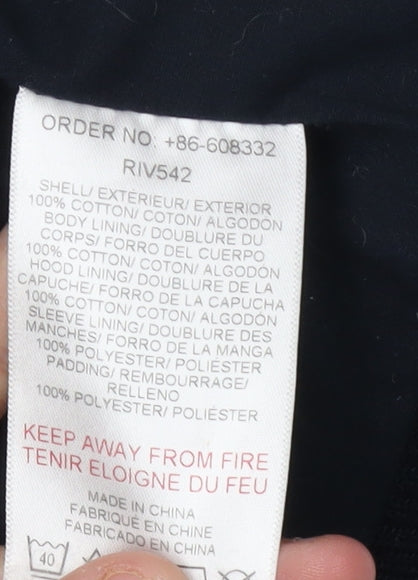 ORDER NO: +86-608332
RIV542
SHELL/ EXTÉRIEUR/ EXTERIOR
100% COTTON/ COTON/ ALGODON
BODY LINING/ DOUBLURE DU
CORPS/ FORRO DEL CUERPO
100% COTTON/ COTON/ ALGODON
HOOD LINING/ DOUBLURE DE LA
CAPUCHE/ FORRO DE LA CAPUCHA
100% COTTON/ COTON/ ALGODÓN
SLEEVE LINING/ DOUBLURE DES
MANCHES/ FORRO DE LA MANGA
100% POLYESTER/ POLIÉSTER
PADDING/ REMBOURRAGE/
RELLENO
100% POLYESTER/ POLIÉSTER
KEEP AWAY FROM FIRE
TENIR ELOIGNE DU FEU
MADE IN CHINA
FABRIQUÉ EN CHINE
FABRICADO EN CHINA
40